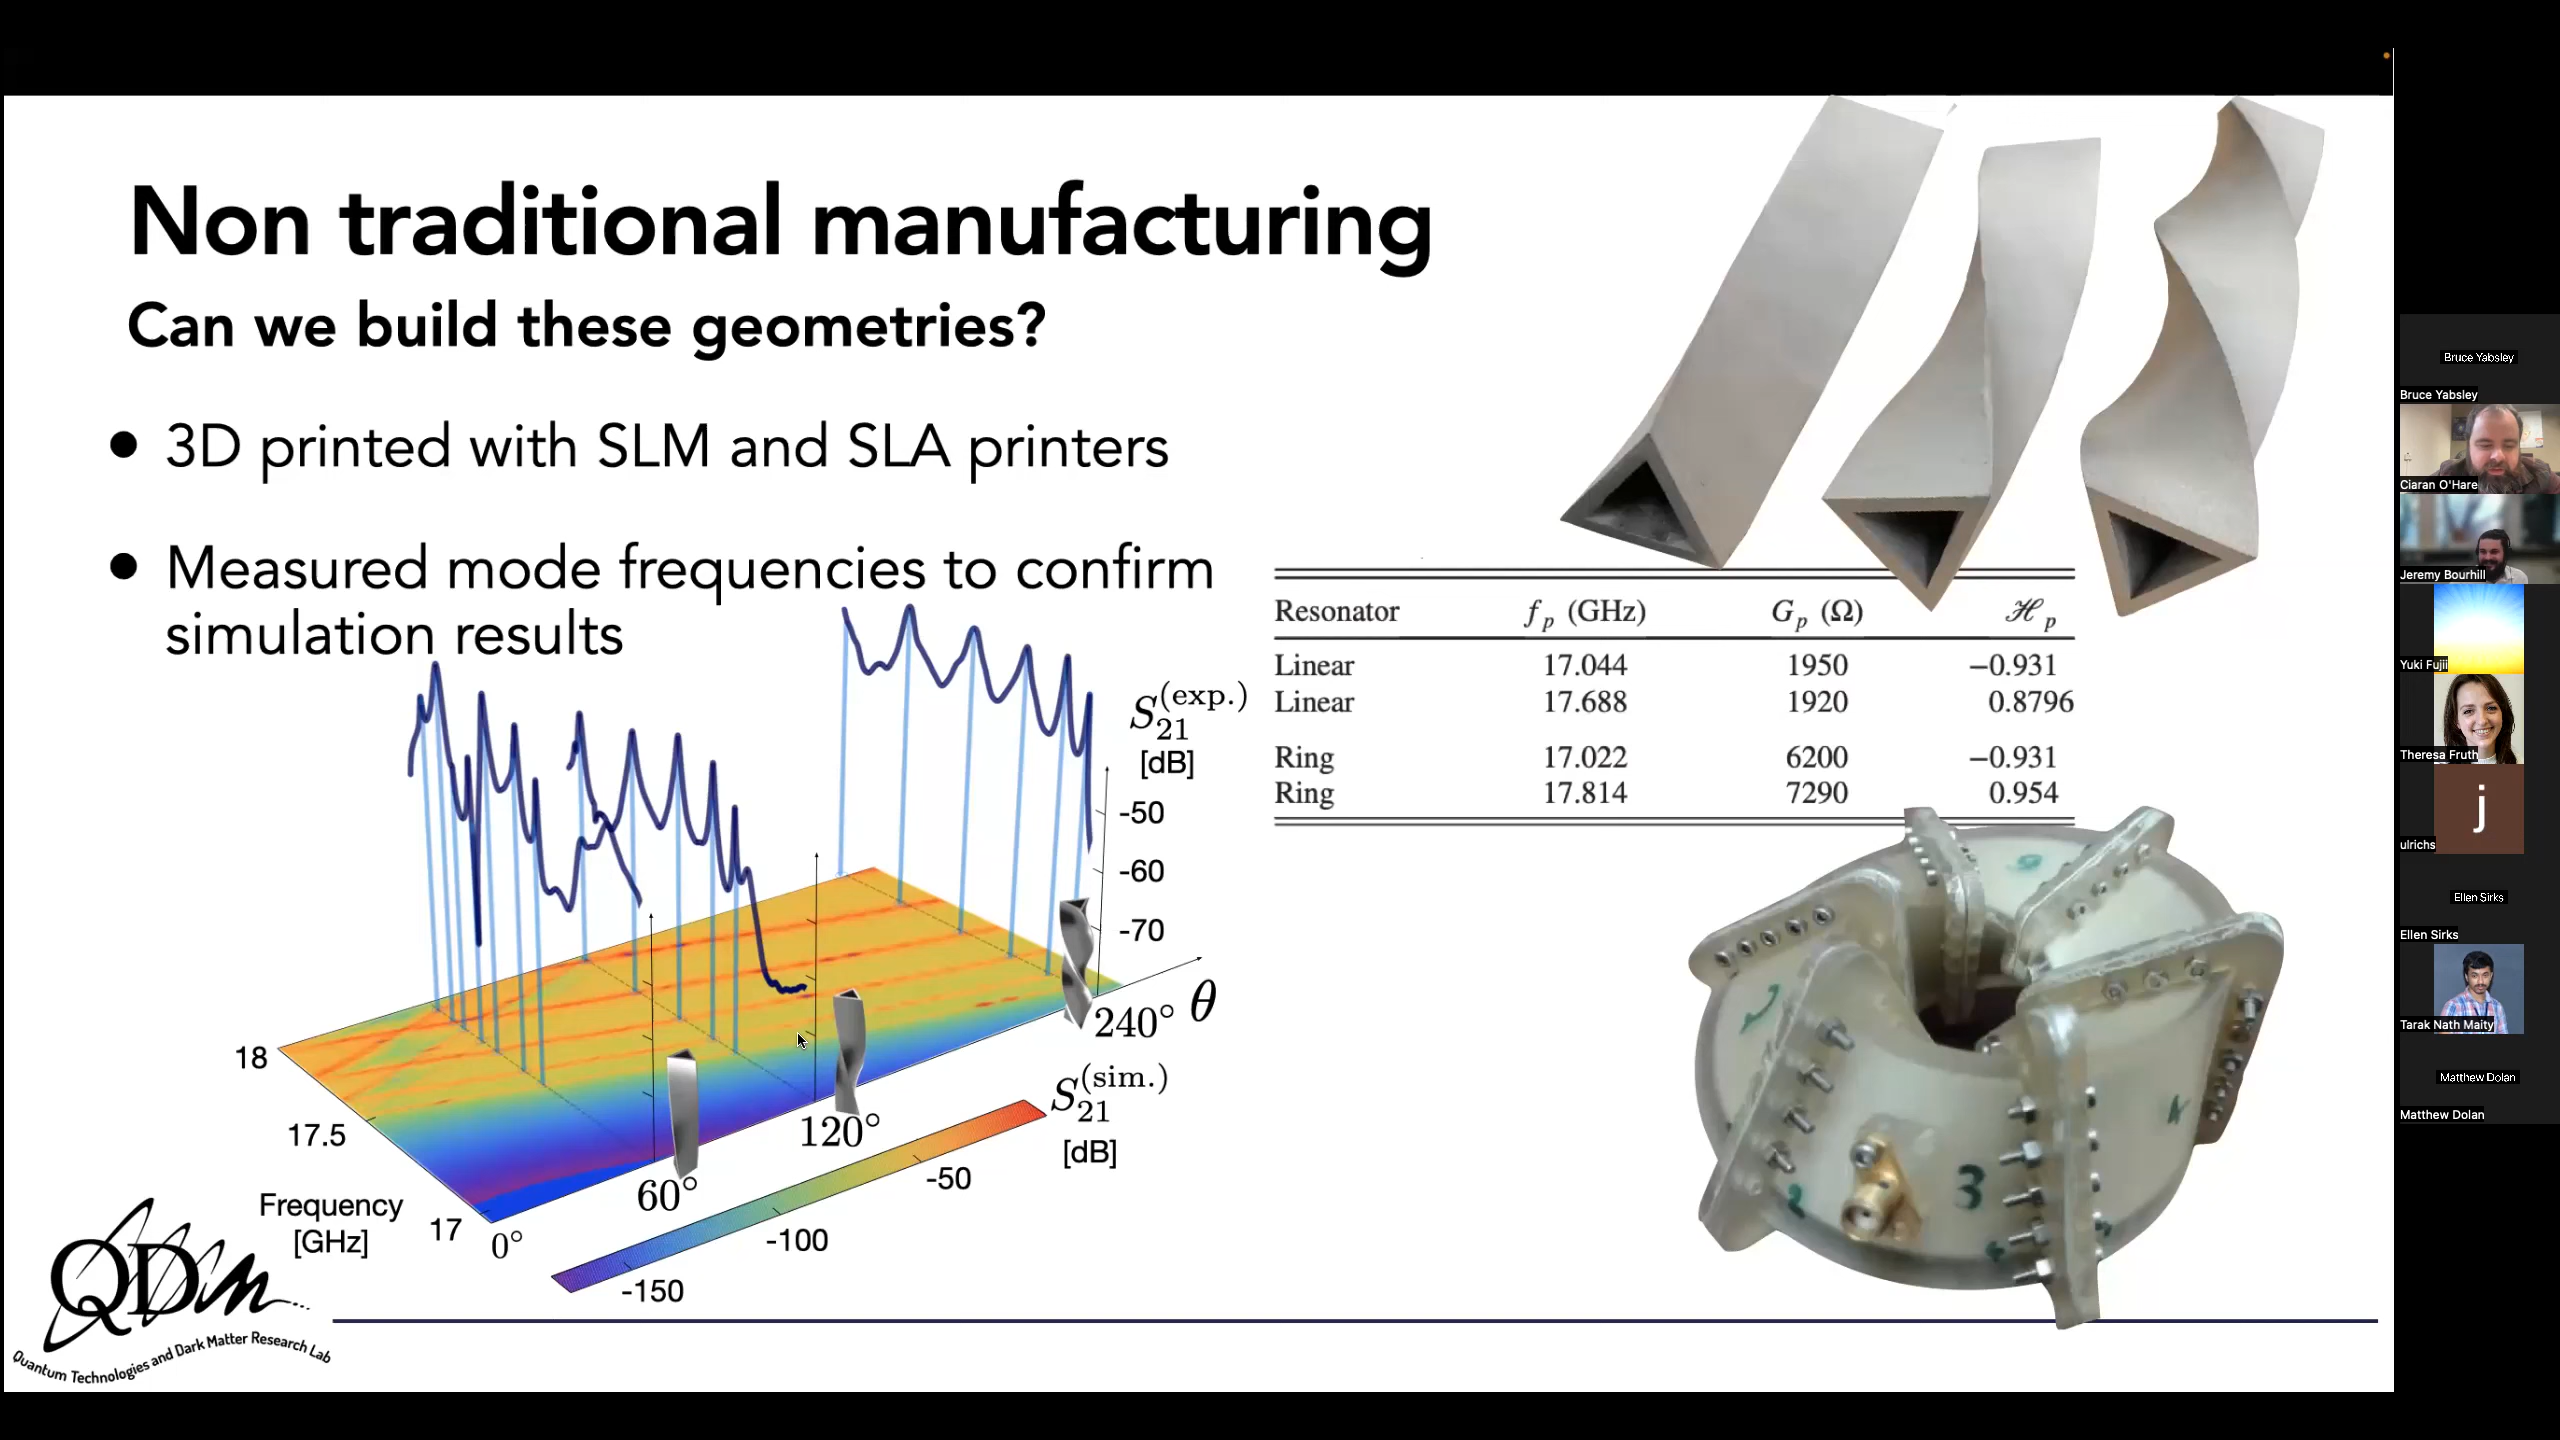 Non traditional manufacturing
Can we build these geometries?
● 3D printed with SLM and SLA printers
● Measured mode frequencies to confirm
simulation results
Resonator f_p (GHz) G_p (Ω) ℋ_p
Linear 17.044 1950 −0.931
Linear 17.688 1920 0.8796
Ring 17.022 6200 −0.931
Ring 17.814 7290 0.954
S_21^(exp.)
[dB]
-50
-60
-70
240° θ
120°
60°
0°
18
17.5
17
Frequency
[GHz]
S_21^(sim.)
[dB]
-50
-100
-150
2
3
QDM...
Quantum Technologies and Dark Matter Research Lab
Bruce Yabsley
Bruce Yabsley
Ciaran O'Hare
Jeremy Bourhill
Yuki Fujii
Theresa Fruth
j
ulrichs
Ellen Sirks
Ellen Sirks
Tarak Nath Maity
Matthew Dolan
Matthew Dolan